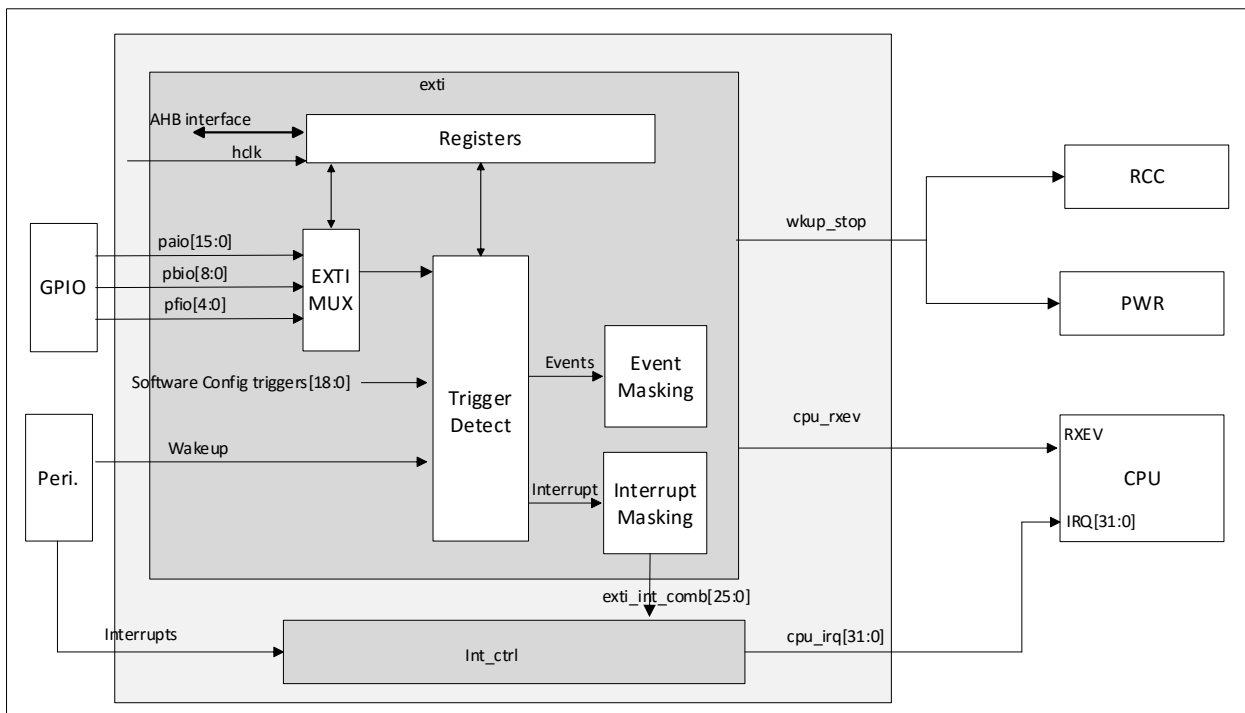 exti
AHB interface
Registers
hclk
RCC
wkup_stop
paio[15:0]
GPIO
pbio[8:0]
EXTI
MUX
pfio[4:0]
PWR
Events
Event
Masking
Software Config triggers[18:0]
Trigger
Detect
cpu_rxev
RXEV
Wakeup
Peri.
CPU
Interrupt
Interrupt
Masking
IRQ[31:0]
exti_int_comb[25:0]
Interrupts
cpu_irq[31:0]
Int_ctrl